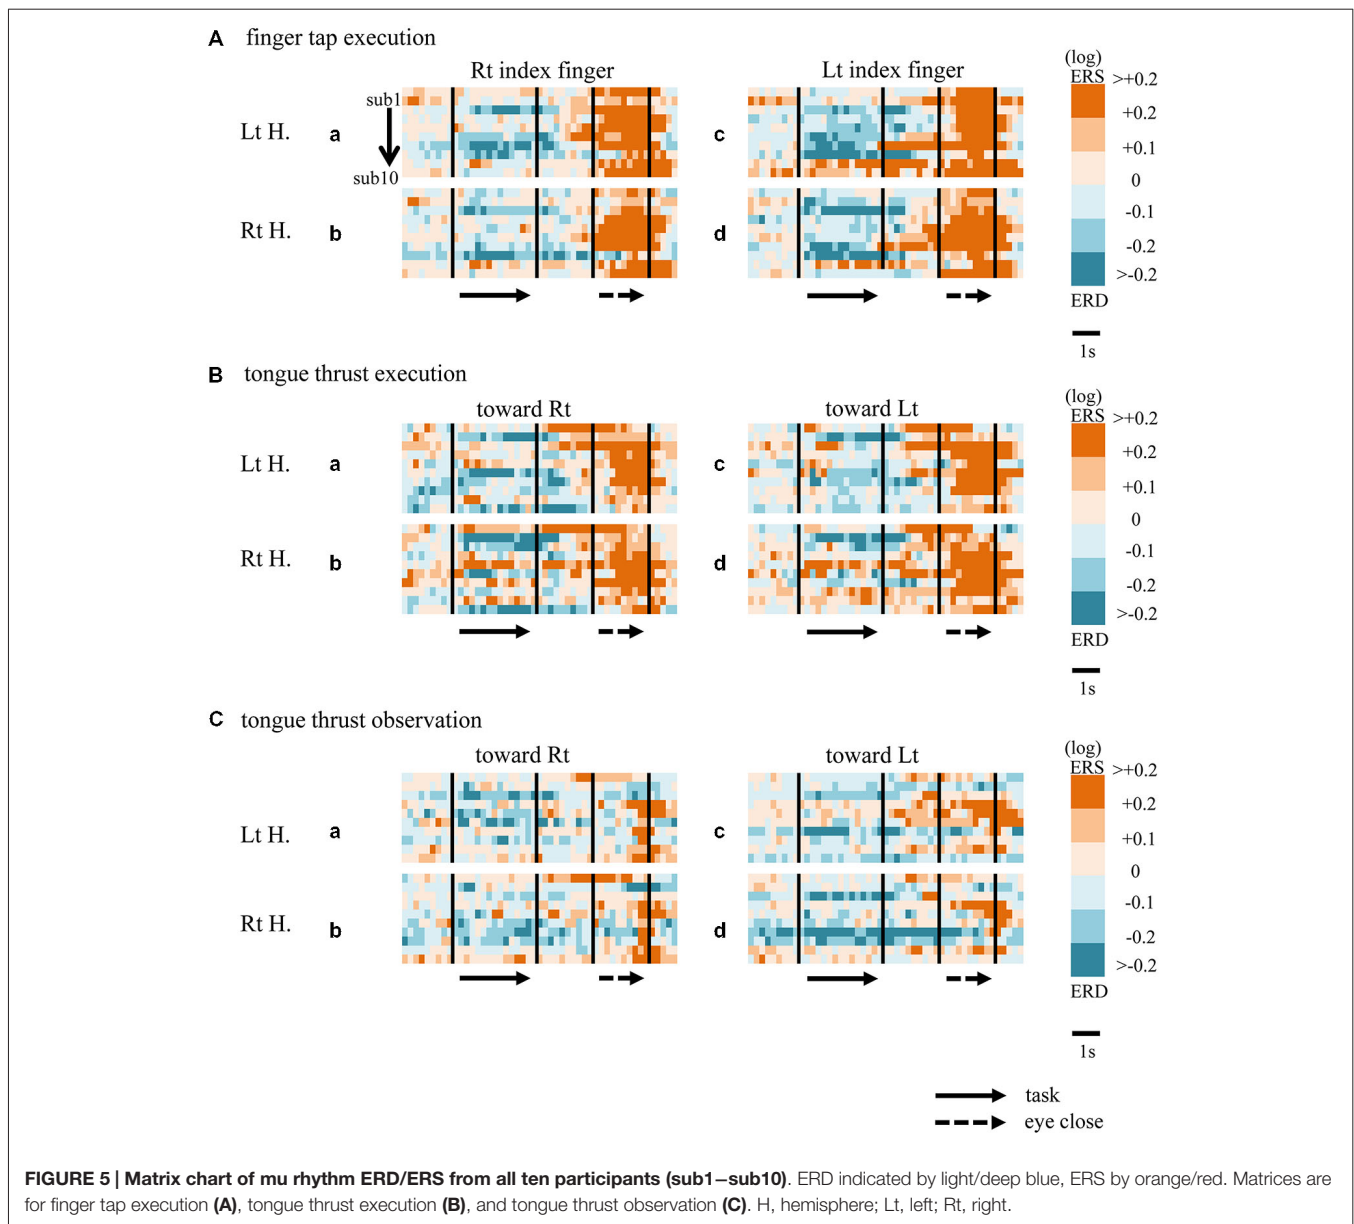 A finger tap execution
Rt index finger
Lt index finger
(log)
ERS >+0.2
+0.2
+0.1
0
-0.1
-0.2
>-0.2
ERD
1s
sub1
sub10
Lt H. a
c
Rt H. b
d
B tongue thrust execution
toward Rt
toward Lt
(log)
ERS >+0.2
+0.2
+0.1
0
-0.1
-0.2
>-0.2
ERD
1s
Lt H. a
c
Rt H. b
d
C tongue thrust observation
toward Rt
toward Lt
(log)
ERS >+0.2
+0.2
+0.1
0
-0.1
-0.2
>-0.2
ERD
1s
Lt H. a
c
Rt H. b
d
task
eye close
FIGURE 5 | Matrix chart of mu rhythm ERD/ERS from all ten participants (sub1–sub10). ERD indicated by light/deep blue, ERS by orange/red. Matrices are
for finger tap execution (A), tongue thrust execution (B), and tongue thrust observation (C). H, hemisphere; Lt, left; Rt, right.